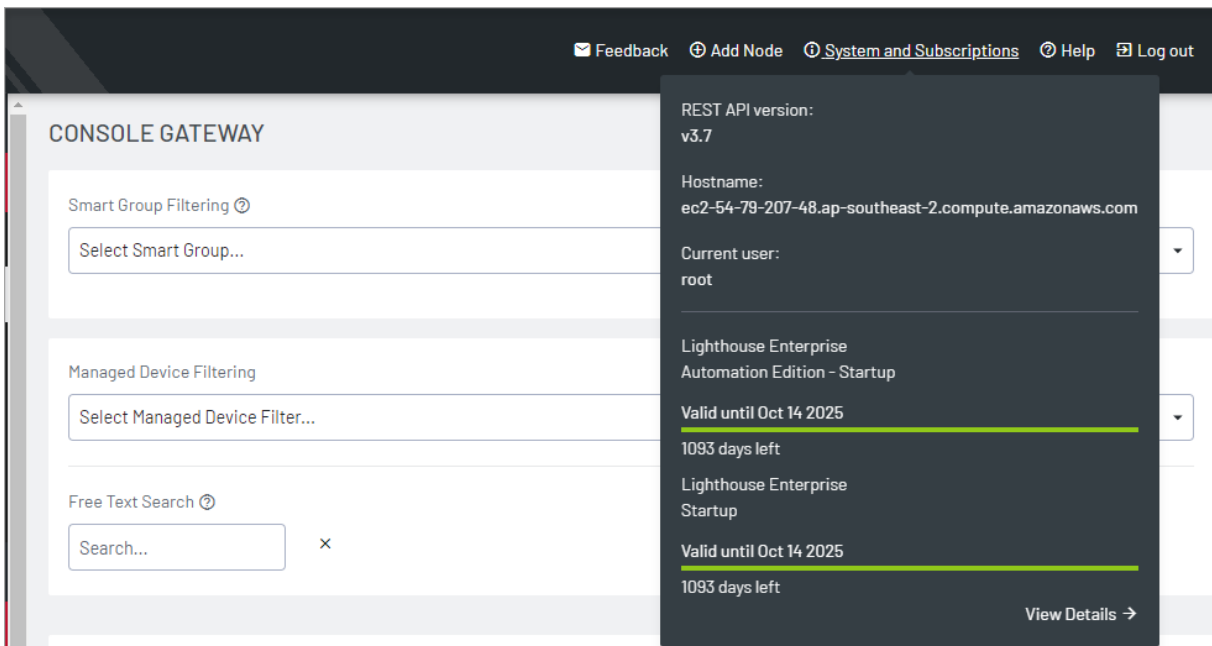 Feedback Add Node System and Subscriptions Help Log out
CONSOLE GATEWAY
Smart Group Filtering
Select Smart Group...
Managed Device Filtering
Select Managed Device Filter...
Free Text Search
Search...
REST API version:
v3.7
Hostname:
ec2-54-79-207-48.ap-southeast-2.compute.amazonaws.com
Current user:
root
Lighthouse Enterprise
Automation Edition - Startup
Valid until Oct 14 2025
1093 days left
Lighthouse Enterprise
Startup
Valid until Oct 14 2025
1093 days left
View Details →